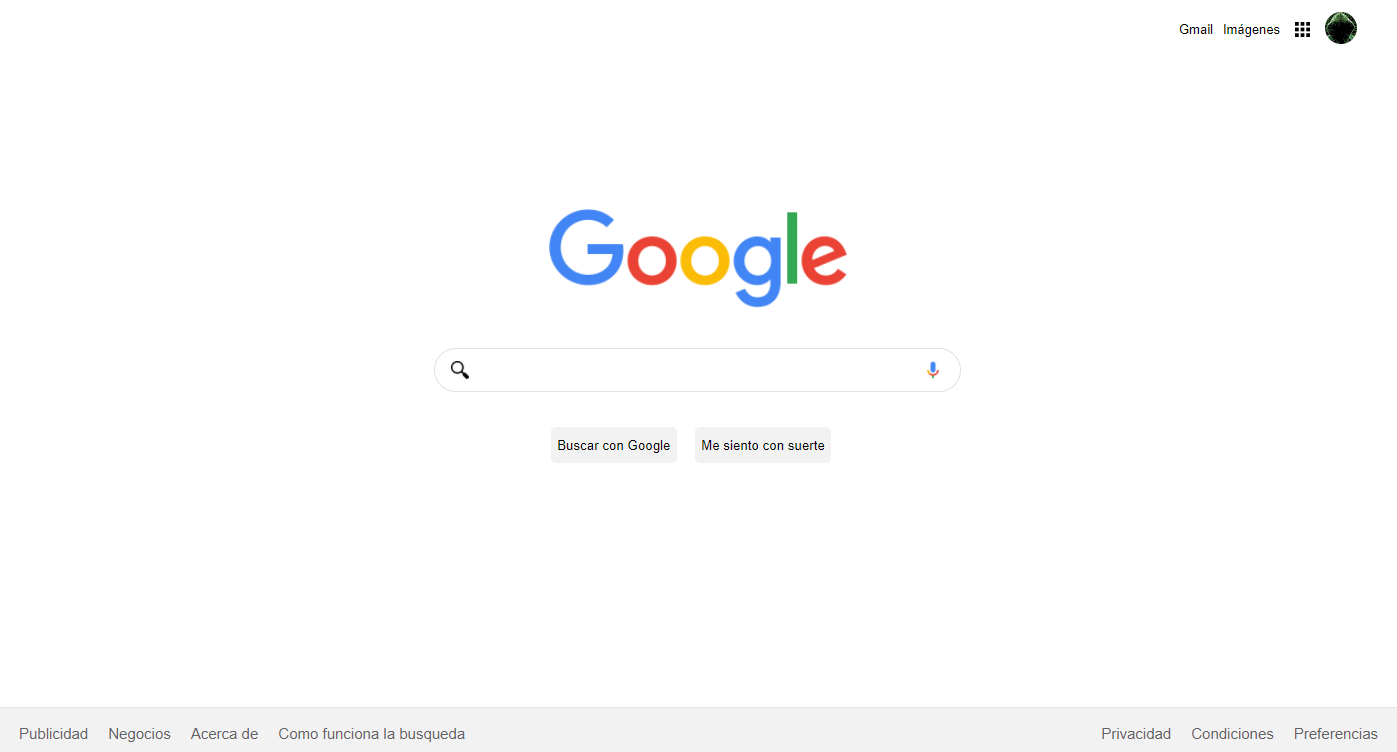 Gmail Imágenes
Google
Buscar con Google Me siento con suerte
Publicidad Negocios Acerca de Como funciona la busqueda Privacidad Condiciones Preferencias